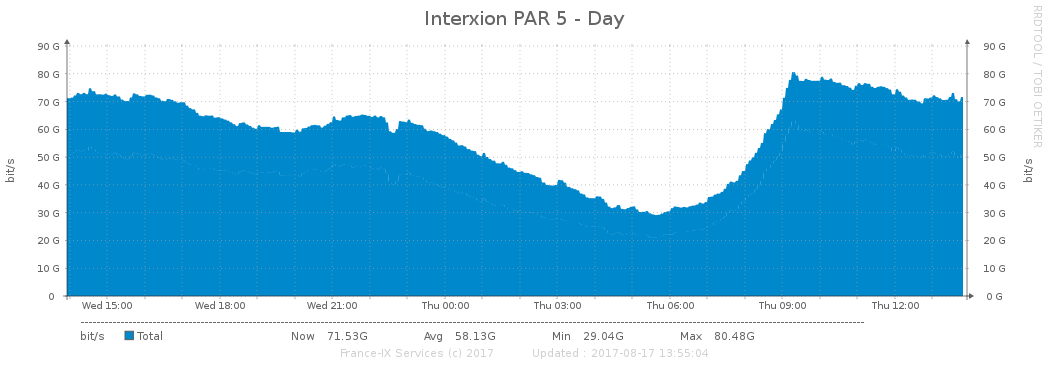 Interxion PAR 5 - Day
RRDTOOL / TOBI OETIKER
bit/s
90 G 90 G
80 G 80 G
70 G 70 G
60 G 60 G
50 G 50 G
40 G 40 G
30 G 30 G
20 G 20 G
10 G 10 G
0 0 G
bit/s
Wed 15:00 Wed 18:00 Wed 21:00 Thu 00:00 Thu 03:00 Thu 06:00 Thu 09:00 Thu 12:00
bit/s Total Now 71.53G Avg 58.13G Min 29.04G Max 80.48G
France-IX Services (c) 2017 Updated : 2017-08-17 13:55:04